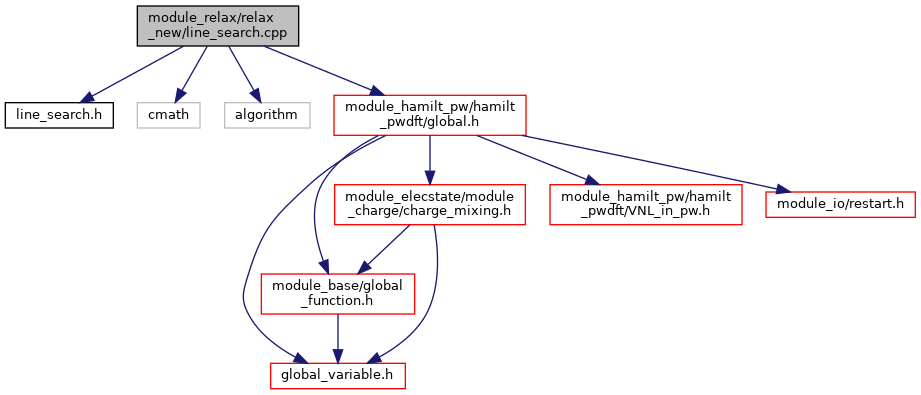 module_relax/relax
_new/line_search.cpp
line_search.h
cmath
algorithm
module_hamilt_pw/hamilt
_pwdft/global.h
module_elecstate/module
_charge/charge_mixing.h
module_hamilt_pw/hamilt
_pwdft/VNL_in_pw.h
module_io/restart.h
module_base/global
_function.h
global_variable.h